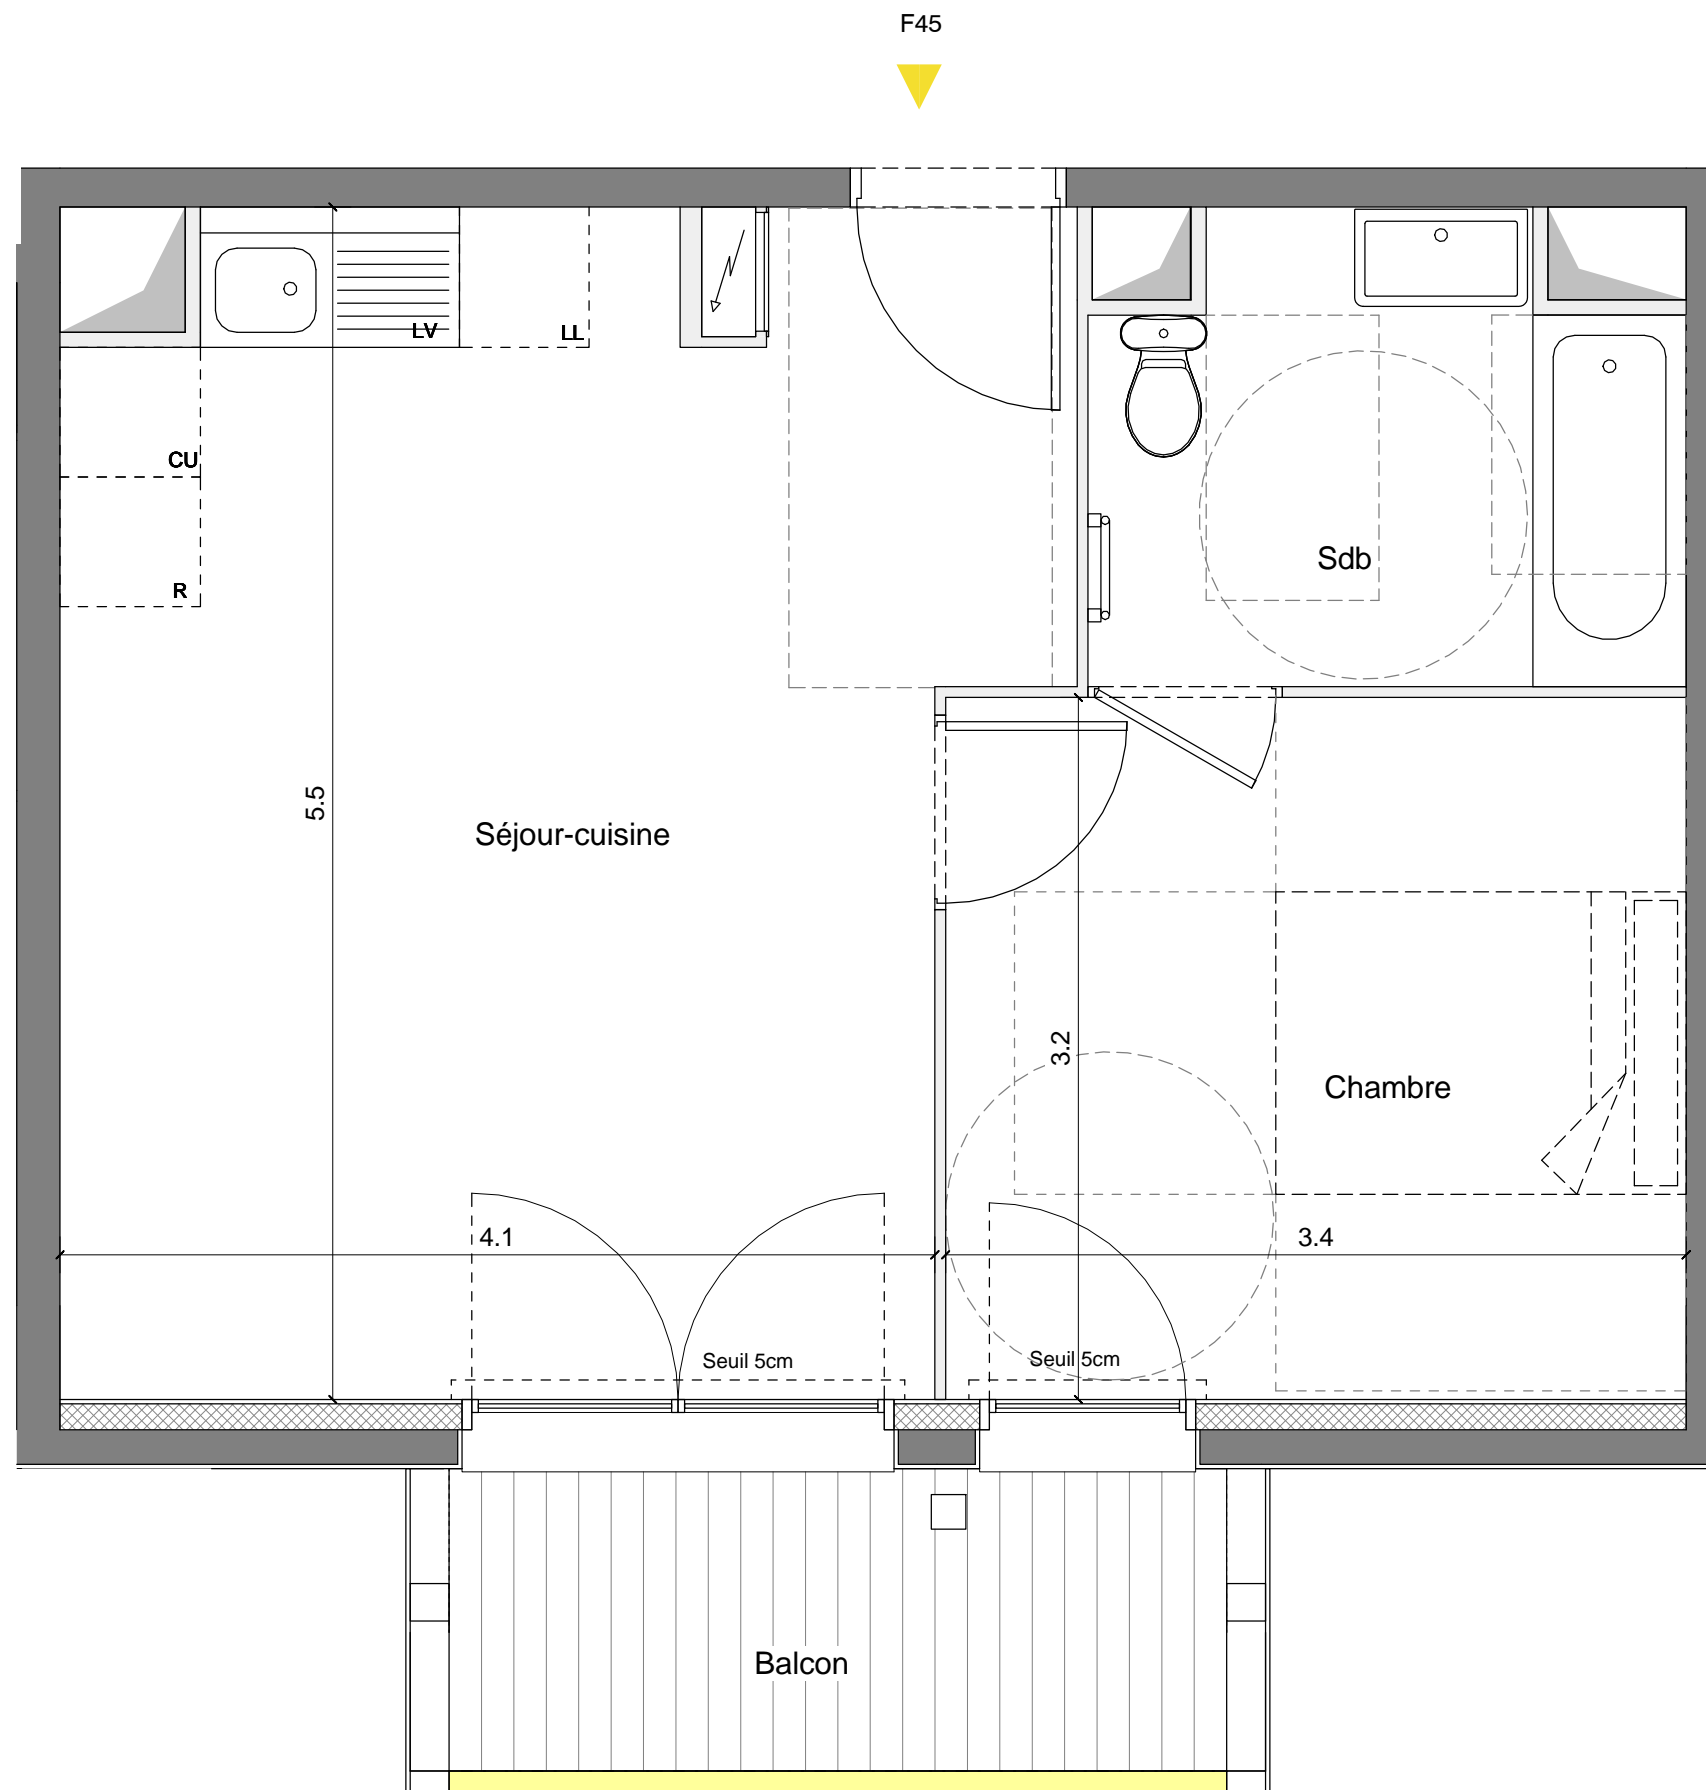 F45
LV
LL
CU
R
Sdb
5.5
Séjour-cuisine
3.2
Chambre
4.1
3.4
Seuil 5cm
Seuil 5cm
Balcon